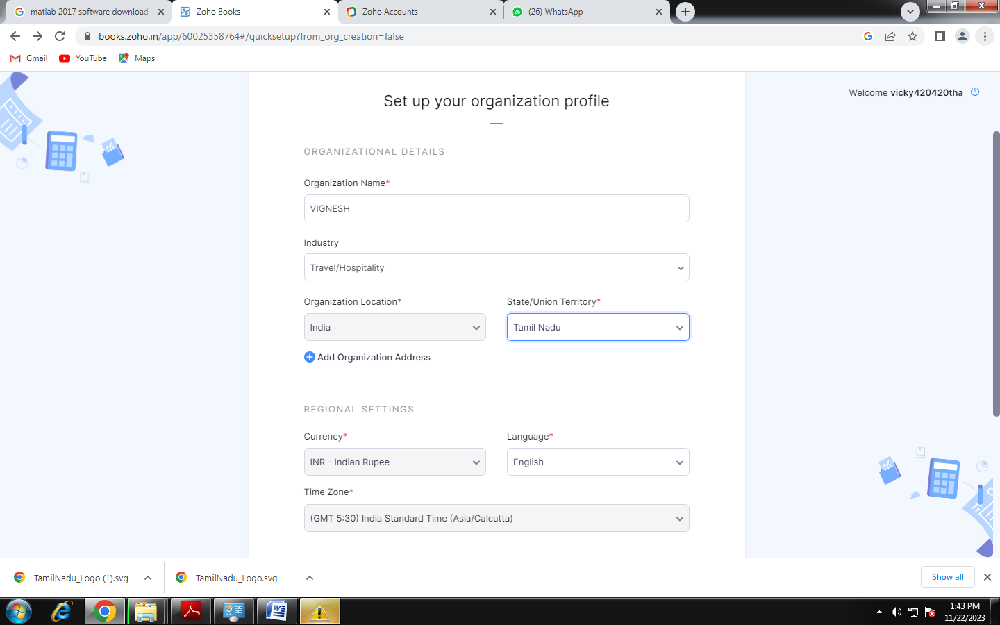 matlab 2017 software download
Zoho Books
Zoho Accounts
26
(26) WhatsApp
books.zoho.in/app/60025358764#/quicksetup?from_org_creation=false
Gmail
YouTube
Maps
Welcome vicky420420tha
Set up your organization profile
ORGANIZATIONAL DETAILS
Organization Name*
VIGNESH
Industry
Travel/Hospitality
Organization Location*
State/Union Territory*
India
Tamil Nadu
Add Organization Address
REGIONAL SETTINGS
Currency*
Language*
INR - Indian Rupee
English
Time Zone*
(GMT 5:30) India Standard Time (Asia/Calcutta)
TamilNadu_Logo (1).svg
TamilNadu_Logo.svg
Show all
1:43 PM
11/22/2023